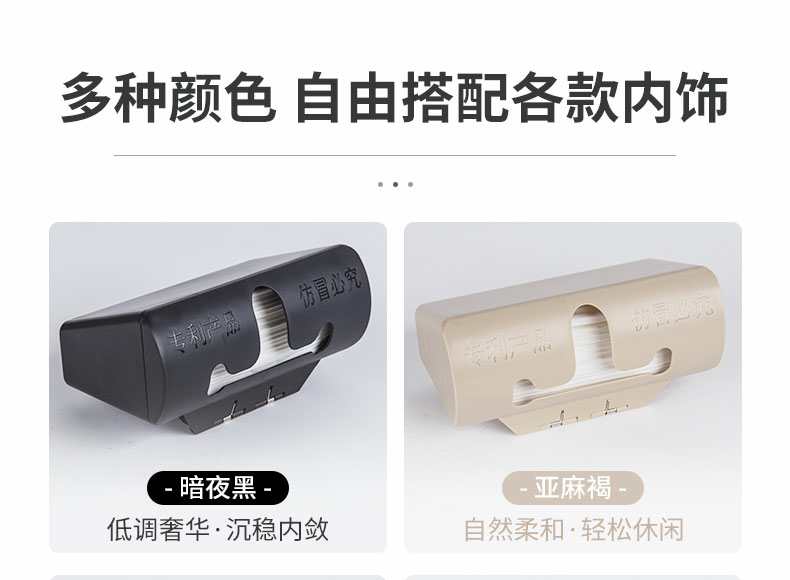 多种颜色 自由搭配各款内饰
专利产品 仿冒必究
专利产品 仿冒必究
- 暗夜黑 -
- 亚麻褐 -
低调奢华·沉稳内敛
自然柔和·轻松休闲